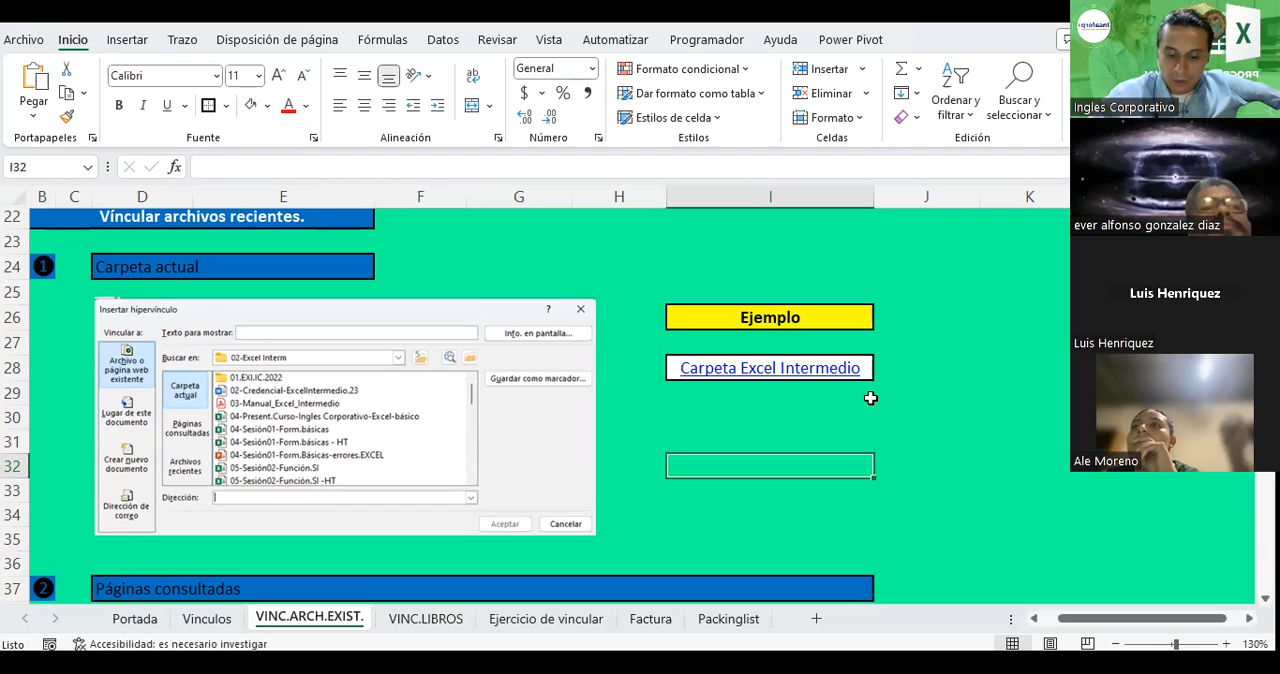 Archivo Inicio Insertar Trazo Disposición de página Datos Revisar Vista Automatizar Programador Ayuda Power Pivot
Pegar
Portapapeles
Calibri 11
N K S A
Fuente
ab
Alineación
General
$ % 000
Número
Formato condicional
Dar formato como tabla
Estilos de celda
Estilos
Insertar
Eliminar
Formato
Celdas
Σ
Ordenar y
filtrar
Buscar y
seleccionar
Edición
I32
fx
B C D E F G H I J K
22 Víncular archivos recientes.
23
24 1 Carpeta actual
25
26 Ejemplo
27
28 Carpeta Excel Intermedio
29
30
31
32
33
34
35
36
37 2 Páginas consultadas
Insertar hipervínculo ?
Vincular a: Texto para mostrar: Info. en pantalla...
Archivo o
página web
existente
Lugar de este
documento
Crear nuevo
documento
Dirección de
correo
Buscar en: 02-Excel Interm
Carpeta
actual
Páginas
consultadas
Archivos
recientes
01.EXI.IC.2022
02-Credencial-ExcelIntermedio.23
03-Manual_Excel_Intermedio
04-Present.Curso-Ingles Corporativo-Excel-básico
04-Sesión01-Form.básicas
04-Sesión01-Form.básicas - HT
04-Sesión01-Form.Básicas-errores.EXCEL
05-Sesión02-Función.SI
05-Sesión02-Función.SI -HT
Guardar como marcador...
Dirección:
Aceptar Cancelar
Portada Vinculos VINC.ARCH.EXIST. VINC.LIBROS Ejercicio de vincular Factura Packinglist
Listo Accesibilidad: es necesario investigar 130%
X
Ingles Corporativo
ever alfonso gonzalez diaz
Luis Henriquez
Luis Henriquez
Ale Moreno